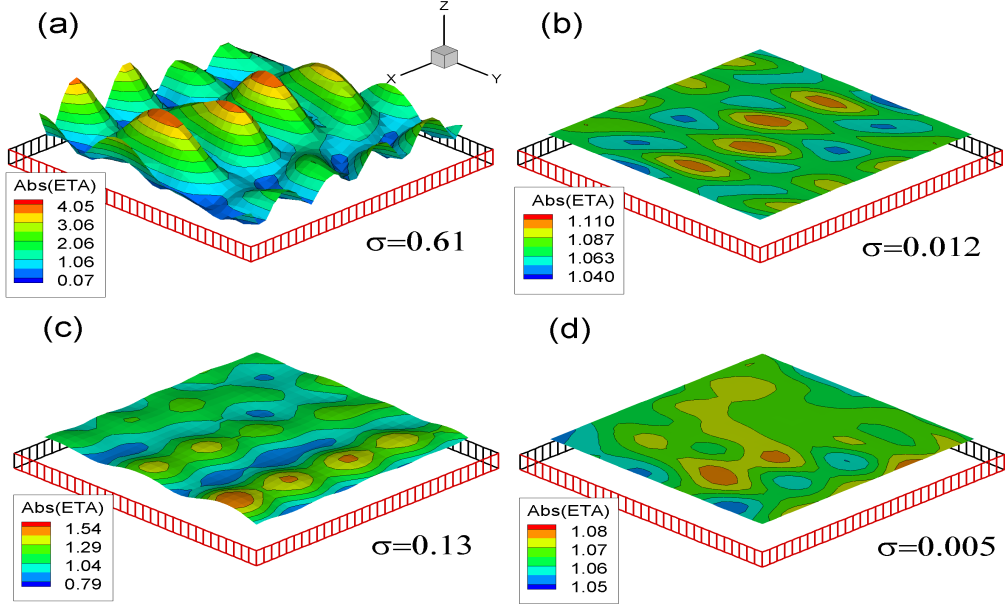 (a)
Z
X
Y
Abs(ETA)
4.05
3.06
2.06
1.06
0.07
σ=0.61
(b)
Abs(ETA)
1.110
1.087
1.063
1.040
σ=0.012
(c)
Abs(ETA)
1.54
1.29
1.04
0.79
σ=0.13
(d)
Abs(ETA)
1.08
1.07
1.06
1.05
σ=0.005